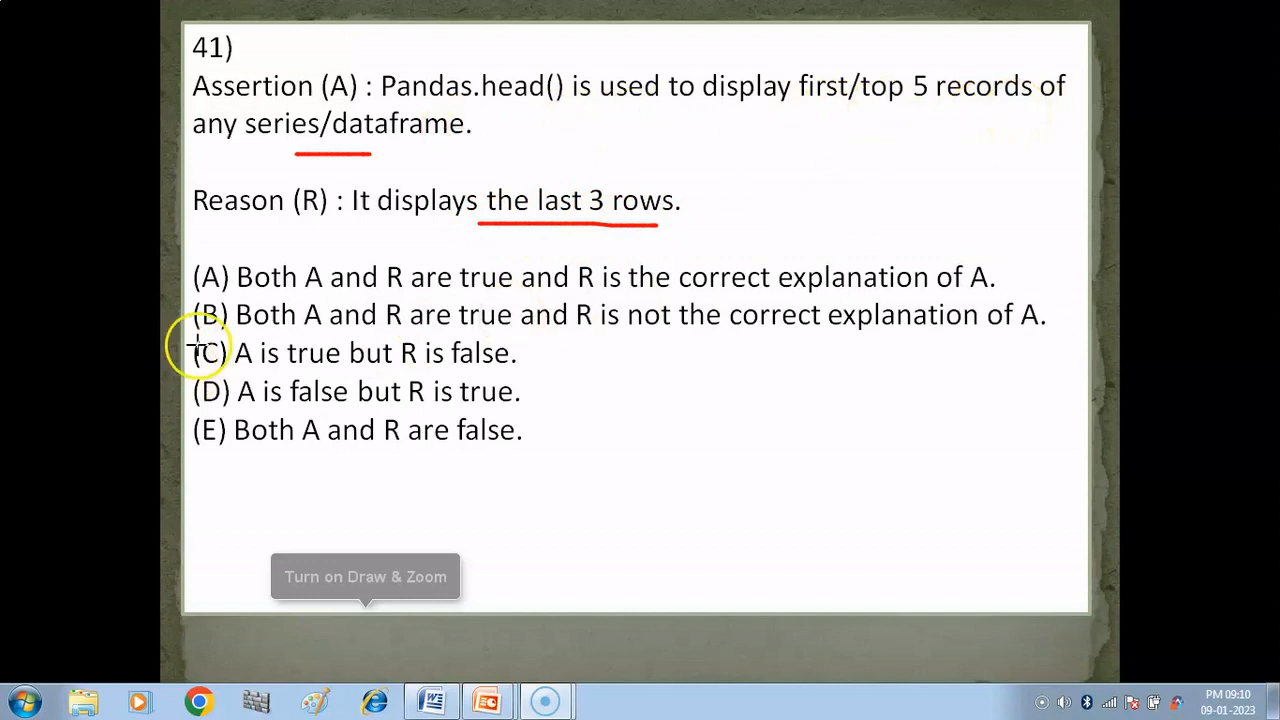 41)
Assertion (A) : Pandas.head() is used to display first/top 5 records of
any series/dataframe.
Reason (R) : It displays the last 3 rows.
(A) Both A and R are true and R is the correct explanation of A.
(B) Both A and R are true and R is not the correct explanation of A.
(C) A is true but R is false.
(D) A is false but R is true.
(E) Both A and R are false.
Turn on Draw & Zoom
PM 09:10
09-01-2023